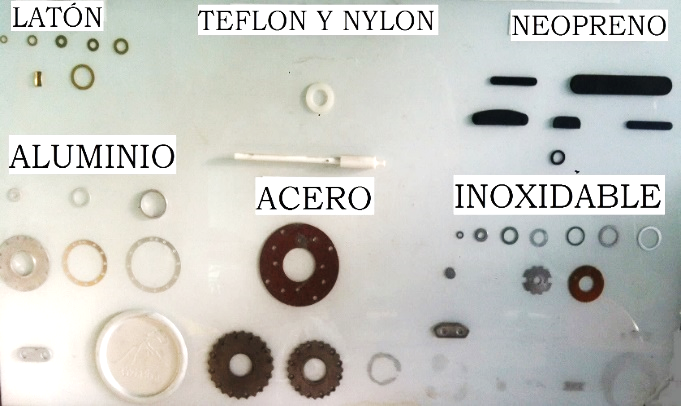 LATÓN
TEFLON Y NYLON
NEOPRENO
ALUMINIO
ACERO
INOXIDABLE